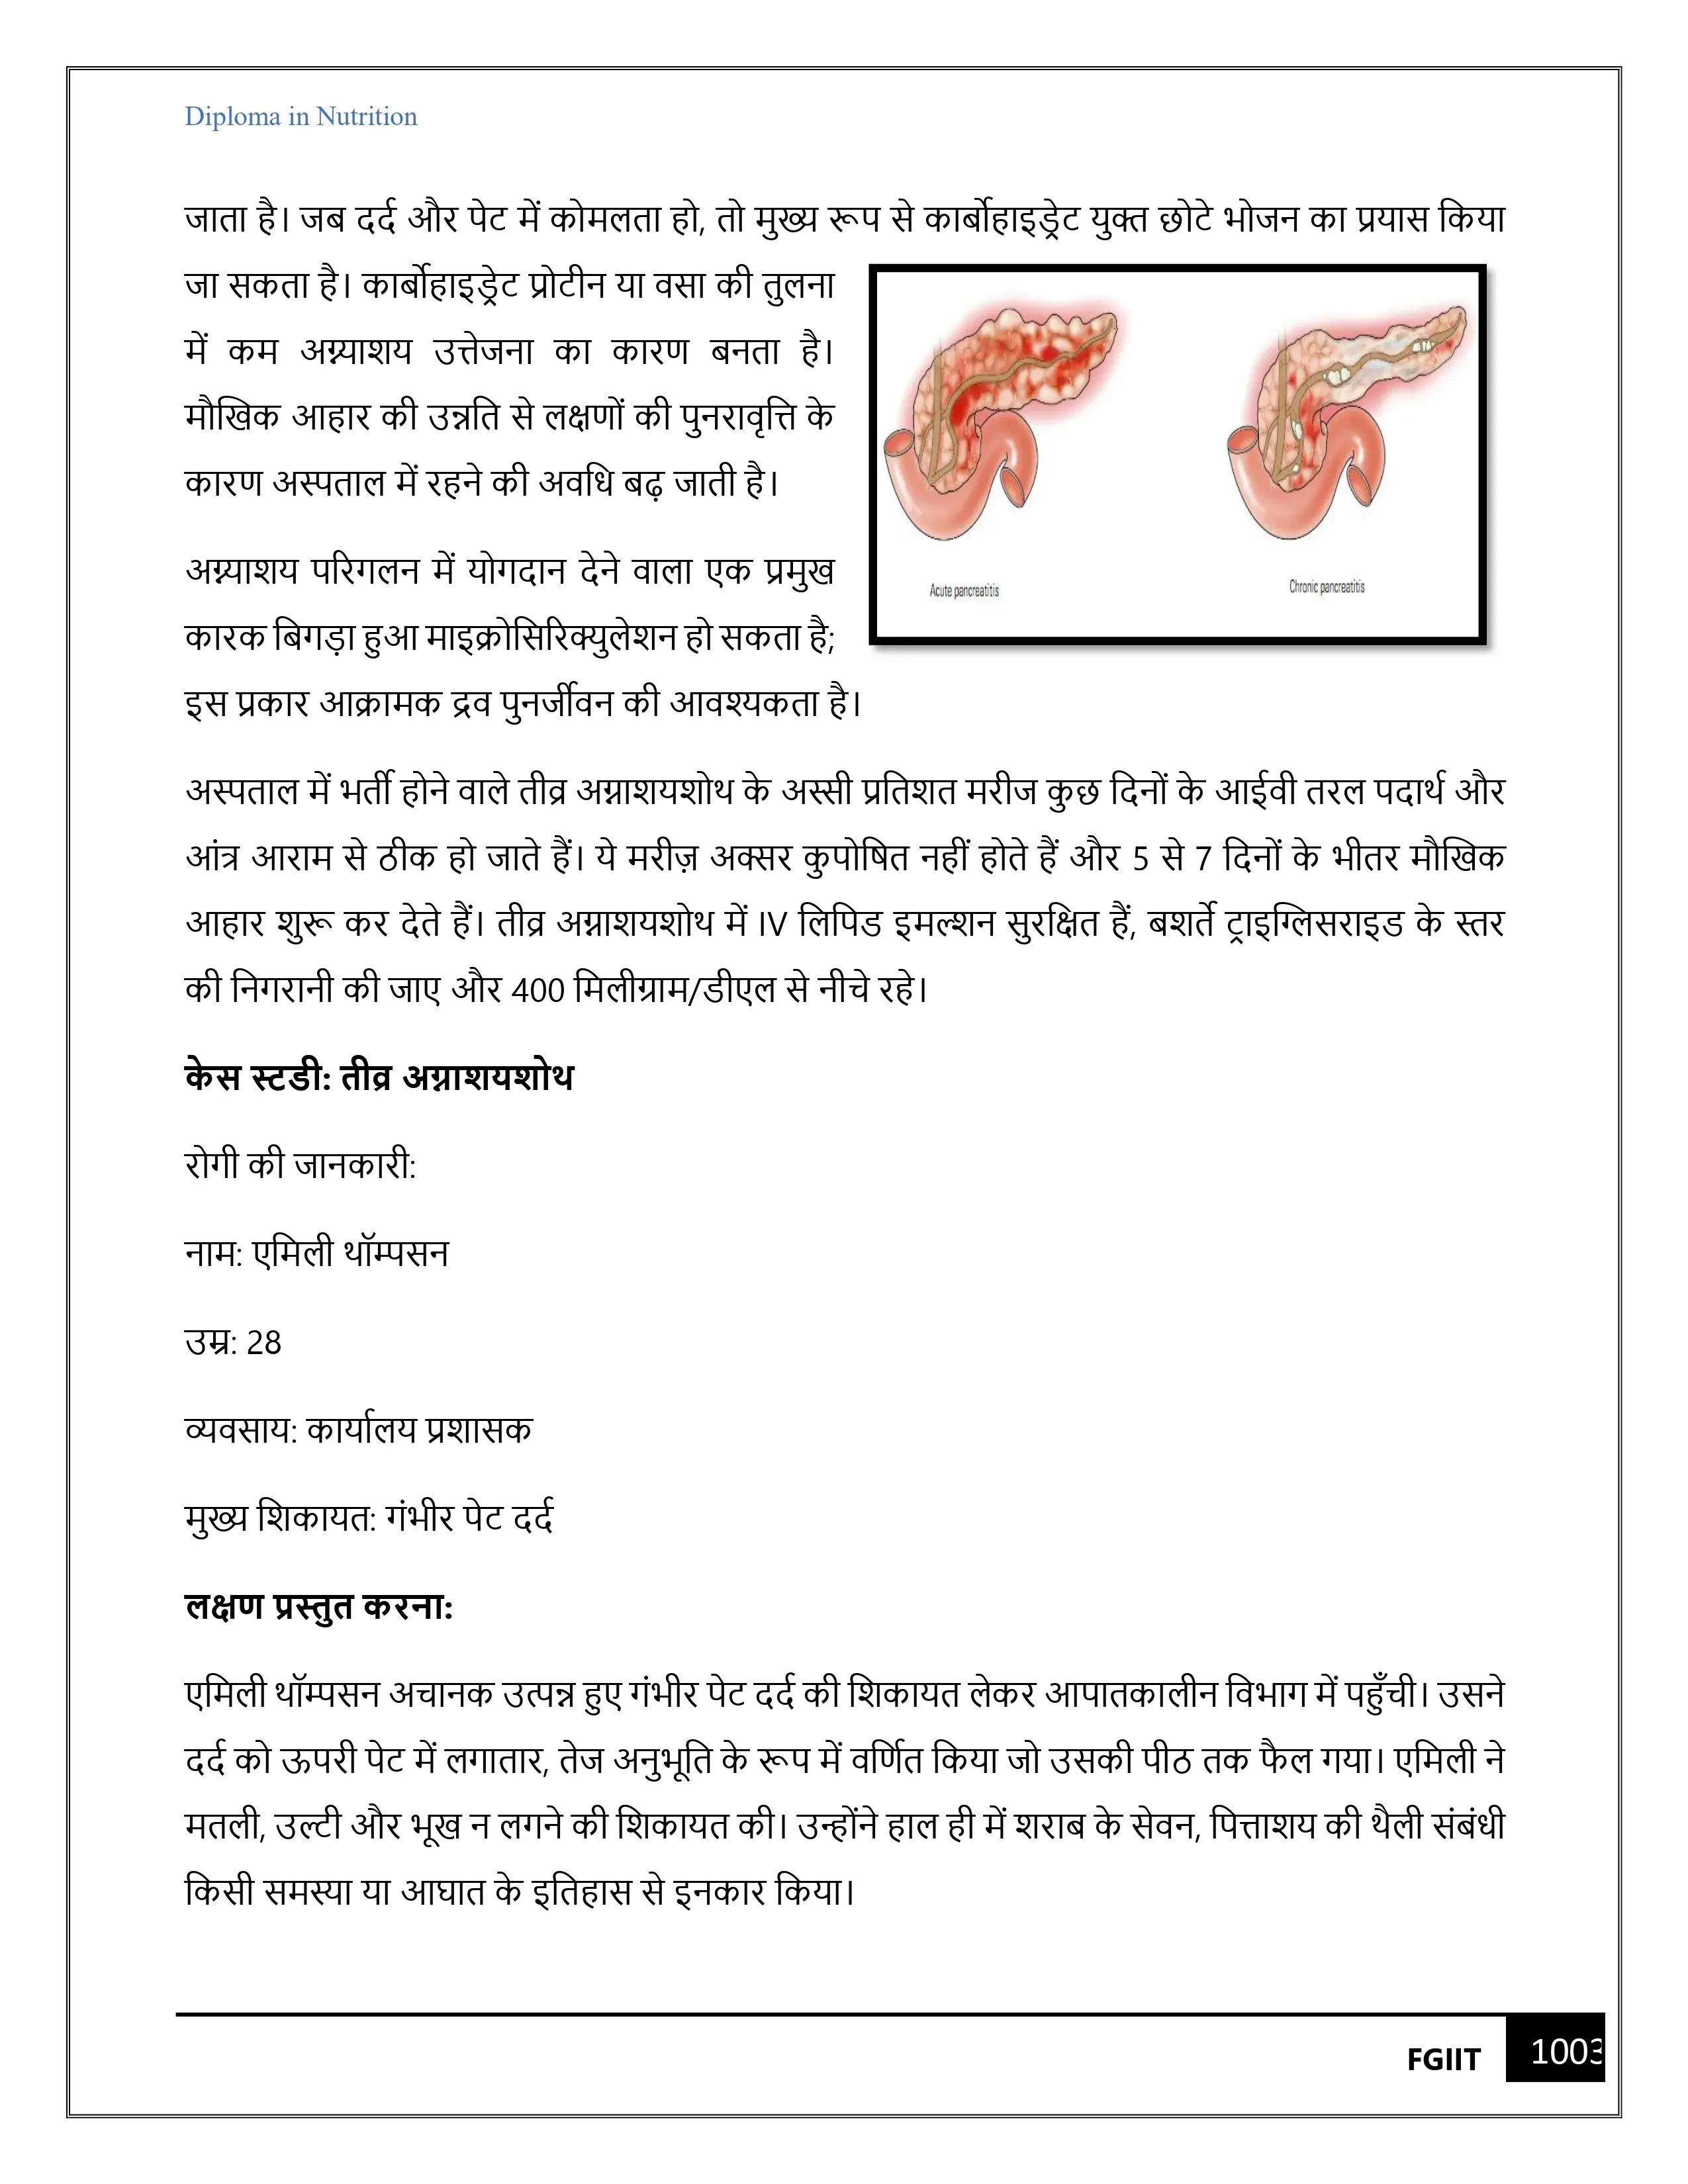 Diploma in Nutrition
जाता है। जब दर्द और पेट में कोमलता हो, तो मुख्य रूप से कार्बोहाइड्रेट युक्त छोटे भोजन का प्रयास किया
जा सकता है। कार्बोहाइड्रेट प्रोटीन या वसा की तुलना
में कम अग्न्याशय उत्तेजना का कारण बनता है।
मौखिक आहार की उन्नति से लक्षणों की पुनरावृत्ति के
कारण अस्पताल में रहने की अवधि बढ़ जाती है।
Acute pancreatitis
Chronic pancreatitis
अग्न्याशय परिगलन में योगदान देने वाला एक प्रमुख
कारक बिगड़ा हुआ माइक्रोसिरिक्युलेशन हो सकता है;
इस प्रकार आक्रामक द्रव पुनर्जीवन की आवश्यकता है।
अस्पताल में भर्ती होने वाले तीव्र अग्नाशयशोथ के अस्सी प्रतिशत मरीज कुछ दिनों के आईवी तरल पदार्थ और
आंत्र आराम से ठीक हो जाते हैं। ये मरीज़ अक्सर कुपोषित नहीं होते हैं और 5 से 7 दिनों के भीतर मौखिक
आहार शुरू कर देते हैं। तीव्र अग्नाशयशोथ में IV लिपिड इमल्शन सुरक्षित हैं, बशर्ते ट्राइग्लिसराइड के स्तर
की निगरानी की जाए और 400 मिलीग्राम/डीएल से नीचे रहे।
केस स्टडी: तीव्र अग्नाशयशोथ
रोगी की जानकारी:
नाम: एमिली थॉम्पसन
उम्र: 28
व्यवसाय: कार्यालय प्रशासक
मुख्य शिकायत: गंभीर पेट दर्द
लक्षण प्रस्तुत करना:
एमिली थॉम्पसन अचानक उत्पन्न हुए गंभीर पेट दर्द की शिकायत लेकर आपातकालीन विभाग में पहुँची। उसने
दर्द को ऊपरी पेट में लगातार, तेज अनुभूति के रूप में वर्णित किया जो उसकी पीठ तक फैल गया। एमिली ने
मतली, उल्टी और भूख न लगने की शिकायत की। उन्होंने हाल ही में शराब के सेवन, पित्ताशय की थैली संबंधी
किसी समस्या या आघात के इतिहास से इनकार किया।
FGIIT
1003